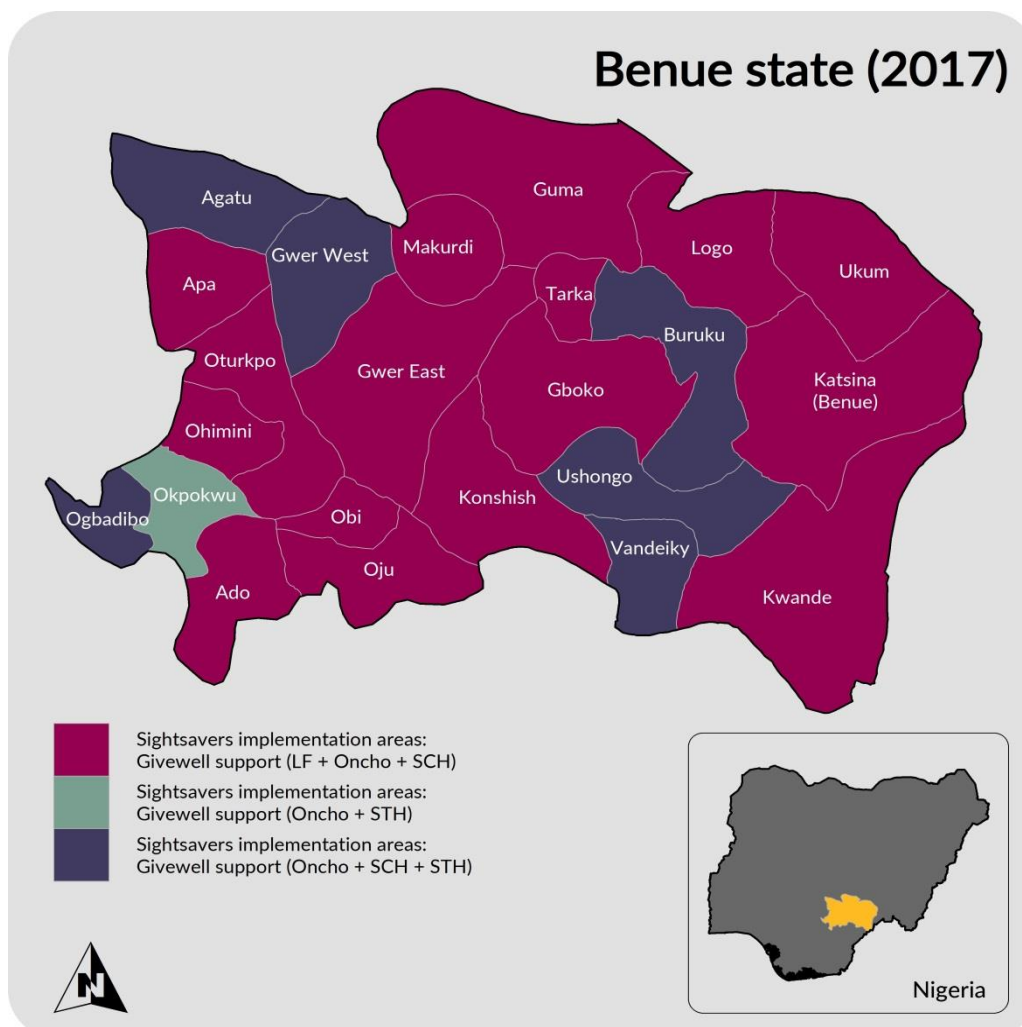 Benue state (2017)
Guma
Agatu
Makurdi
Logo
Gwer West
Ukum
Apa
Tarka
Buruku
Oturkpo
Gwer East
Katsina
(Benue)
Gboko
Ohimini
Ushongo
Okpokwu
Konshish
Ogbadibo
Obi
Vandeiky
Oju
Ado
Kwande
Sightsavers implementation areas:
Givewell support (LF + Oncho + SCH)
Sightsavers implementation areas:
Givewell support (Oncho + STH)
Sightsavers implementation areas:
Givewell support (Oncho + SCH + STH)
N
Nigeria